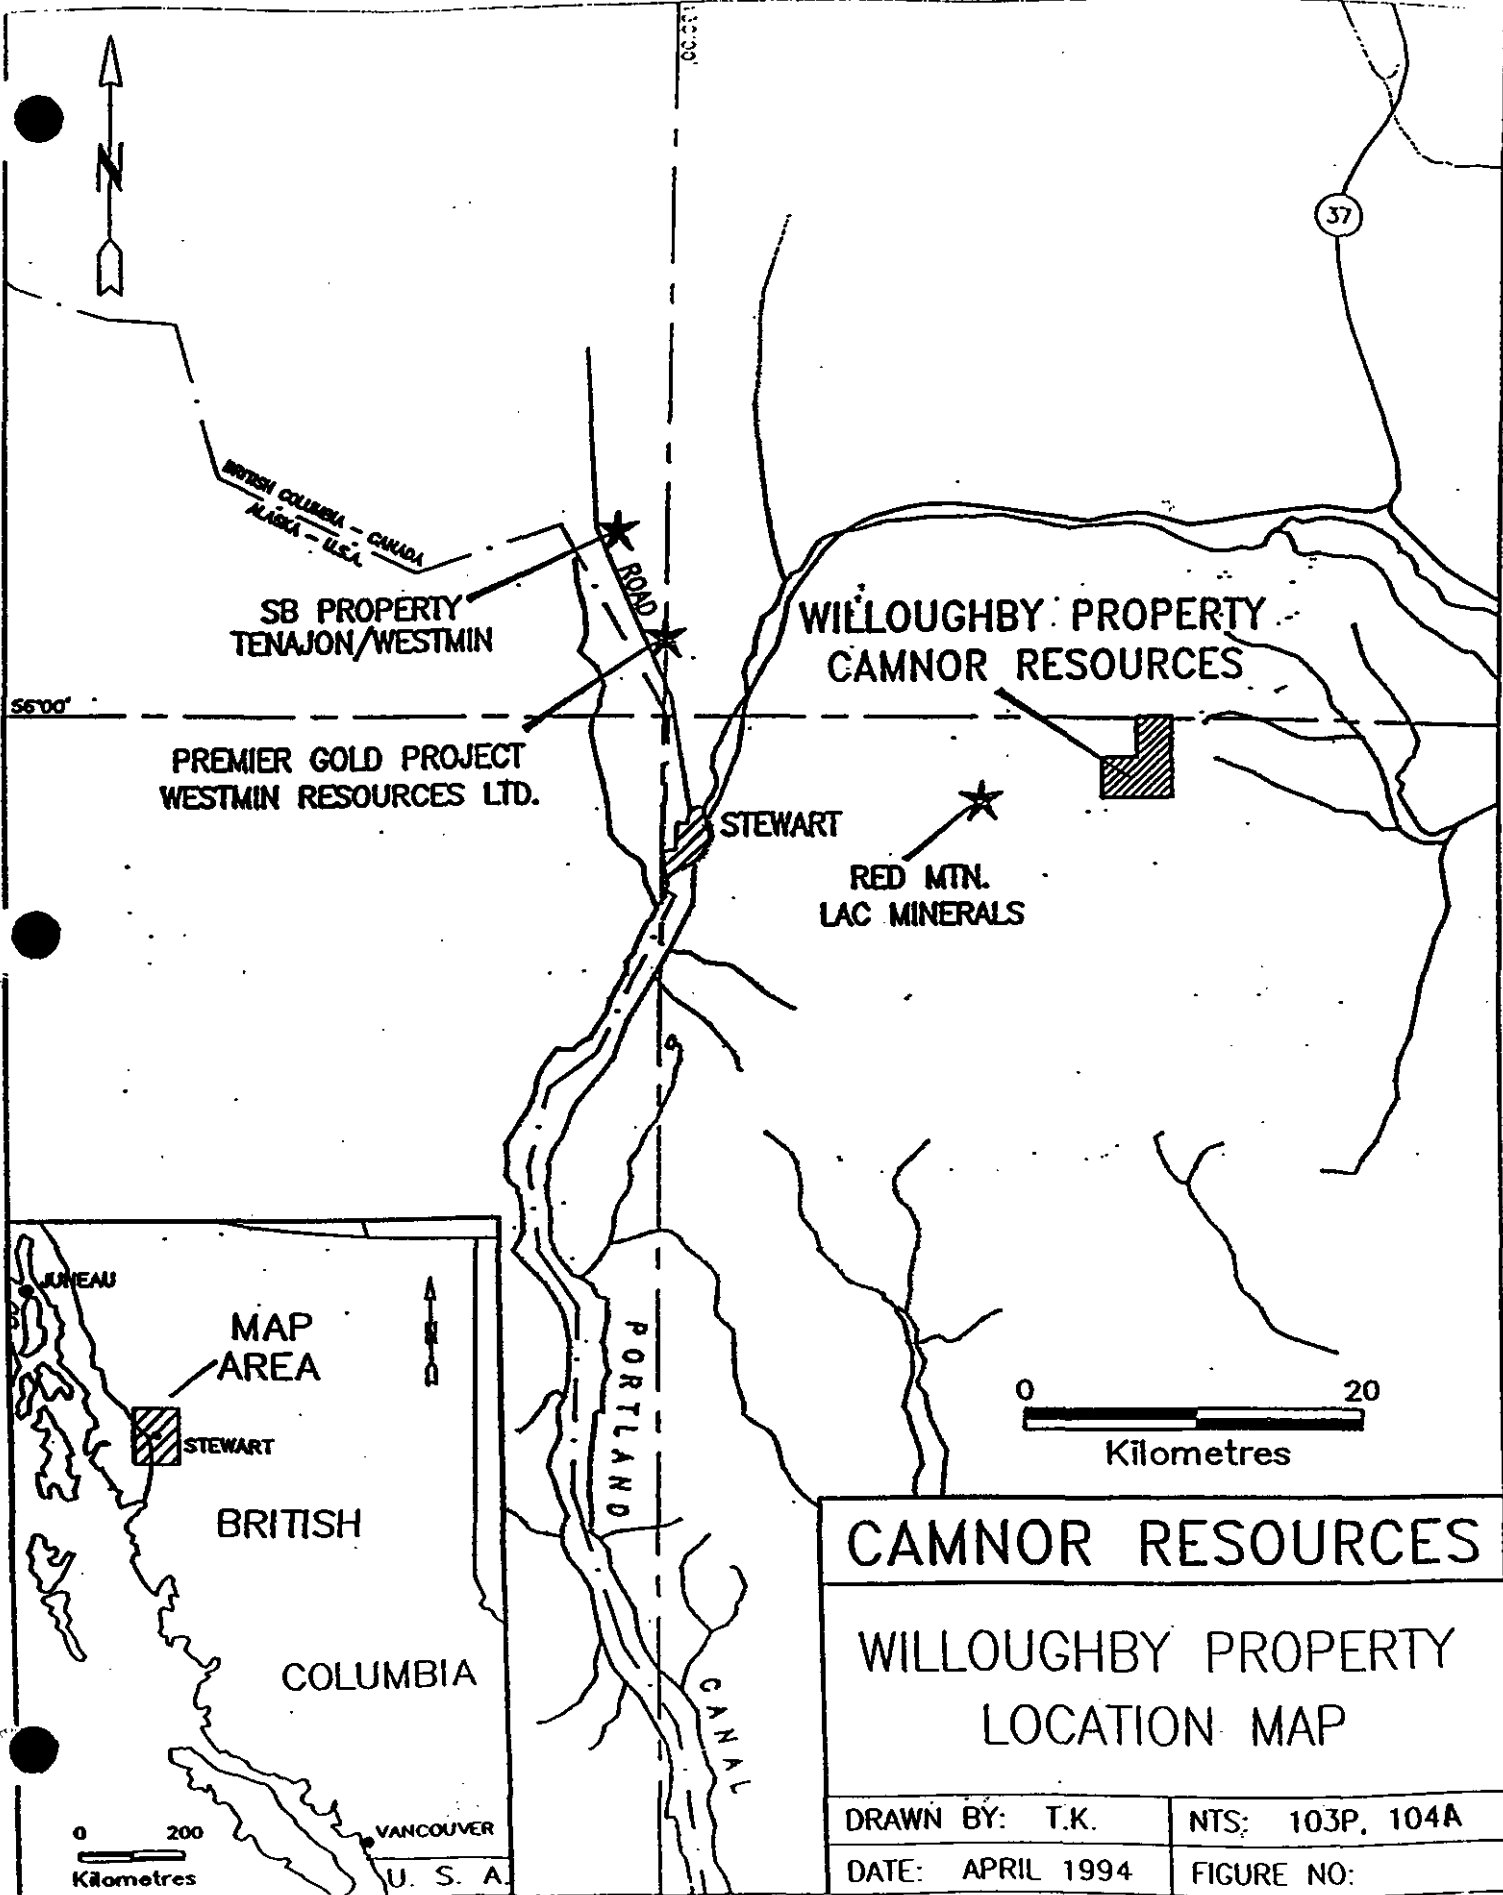 N
37
BRITISH COLUMBIA - CANADA
ALASKA - U.S.A.
SB PROPERTY
TENAJON/WESTMIN
ROAD
WILLOUGHBY PROPERTY
CAMNOR RESOURCES
56°00'
PREMIER GOLD PROJECT
WESTMIN RESOURCES LTD.
STEWART
RED MTN.
LAC MINERALS
JUNEAU
MAP
AREA
STEWART
BRITISH
COLUMBIA
VANCOUVER
U. S. A.
0 200
Kilometres
PORTLAND
CANAL
0 20
Kilometres
CAMNOR RESOURCES
WILLOUGHBY PROPERTY
LOCATION MAP
DRAWN BY: T.K.
NTS: 103P, 104A
DATE: APRIL 1994
FIGURE NO: